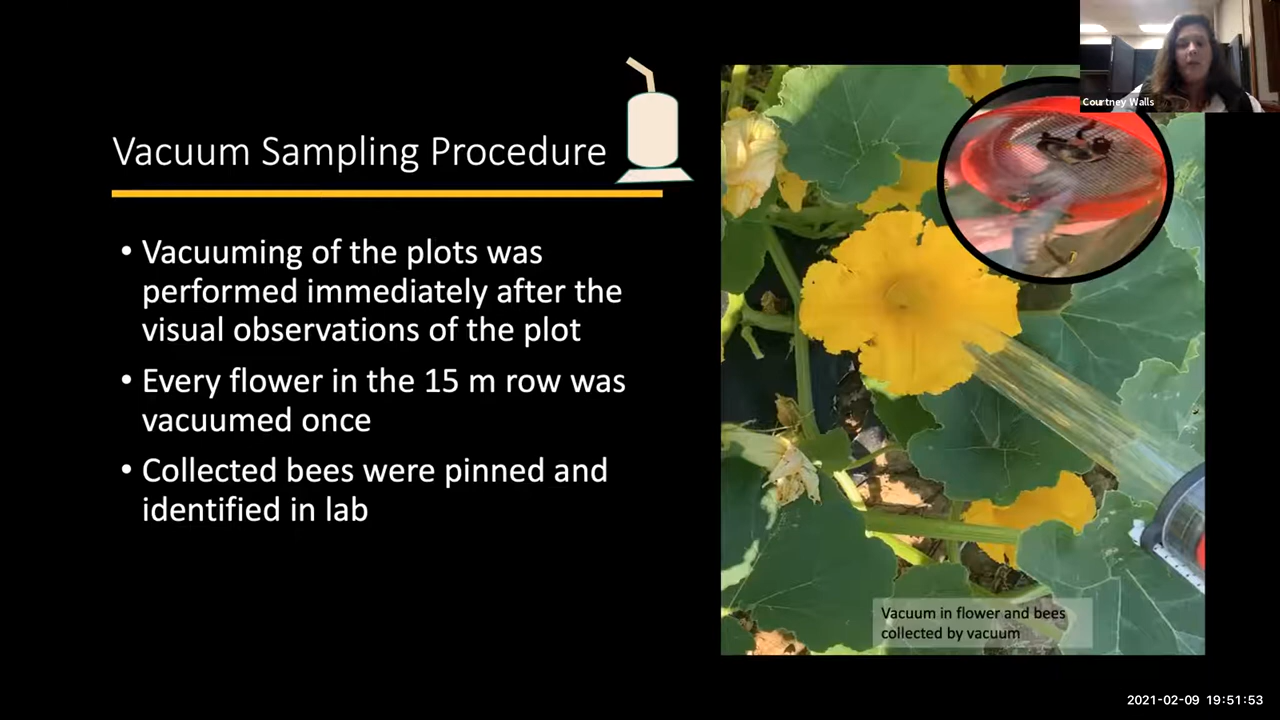 Courtney Walls
Vacuum Sampling Procedure
• Vacuuming of the plots was
performed immediately after the
visual observations of the plot
• Every flower in the 15 m row was
vacuumed once
• Collected bees were pinned and
identified in lab
Vacuum in flower and bees
collected by vacuum
2021-02-09 19:51:53